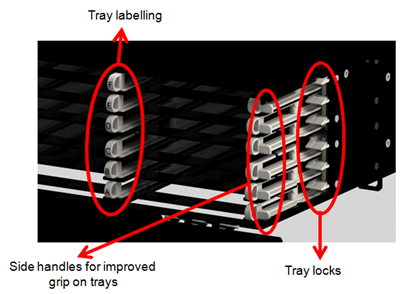 Tray labelling
F
E
D
C
B
A
Side handles for improved
grip on trays
Tray locks